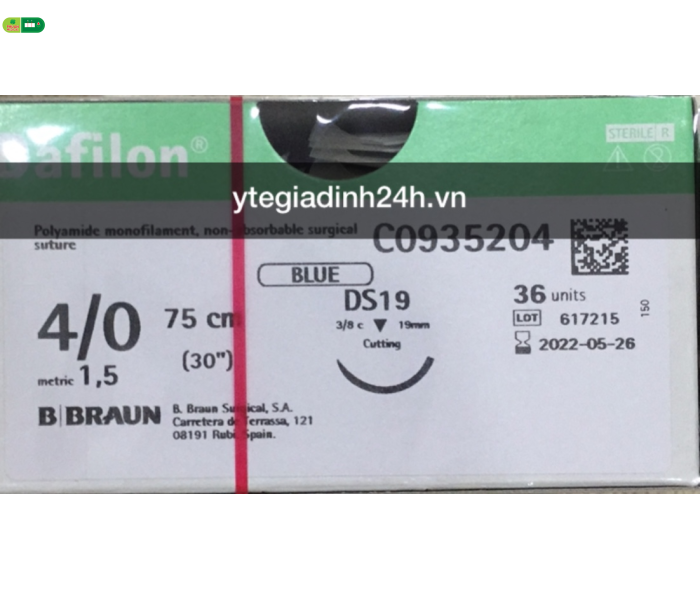 afilon®
STERILE R
ytegiadinh24h.vn
Polyamide monofilament, non-absorbable surgical
suture
C0935204
BLUE
4/0
75 cm
(30")
metric 1,5
DS19
3/8 c 19mm
Cutting
36 units
LOT 617215
2022-05-26
150
B|BRAUN
B. Braun Surgical, S.A.
Carretera de Terrassa, 121
08191 Rubí Spain.